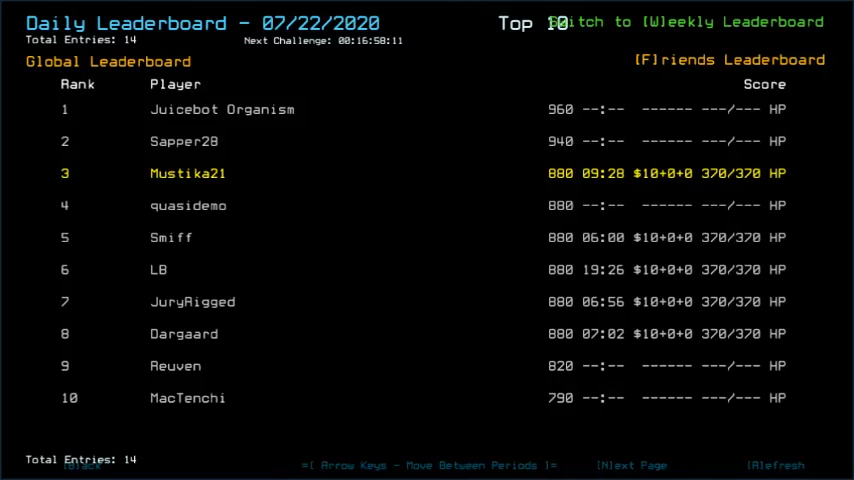 Daily Leaderboard - 07/22/2020 Top 10 Switch to [W]eekly Leaderboard
Total Entries: 14 Next Challenge: 00:16:58:11
Global Leaderboard [F]riends Leaderboard
Rank Player Score
1 Juicebot Organism 960 --:-- ------ ---/--- HP
2 Sapper28 940 --:-- ------ ---/--- HP
3 Mustika21 880 09:28 $10+0+0 370/370 HP
4 quasidemo 880 --:-- ------ ---/--- HP
5 Smiff 880 06:00 $10+0+0 370/370 HP
6 LB 880 19:26 $10+0+0 370/370 HP
7 JuryRigged 880 06:56 $10+0+0 370/370 HP
8 Dargaard 880 07:02 $10+0+0 370/370 HP
9 Reuven 820 --:-- ------ ---/--- HP
10 MacTenchi 790 --:-- ------ ---/--- HP
Total Entries: 14
[B]ack =[ Arrow Keys - Move Between Periods ]= [N]ext Page [R]efresh